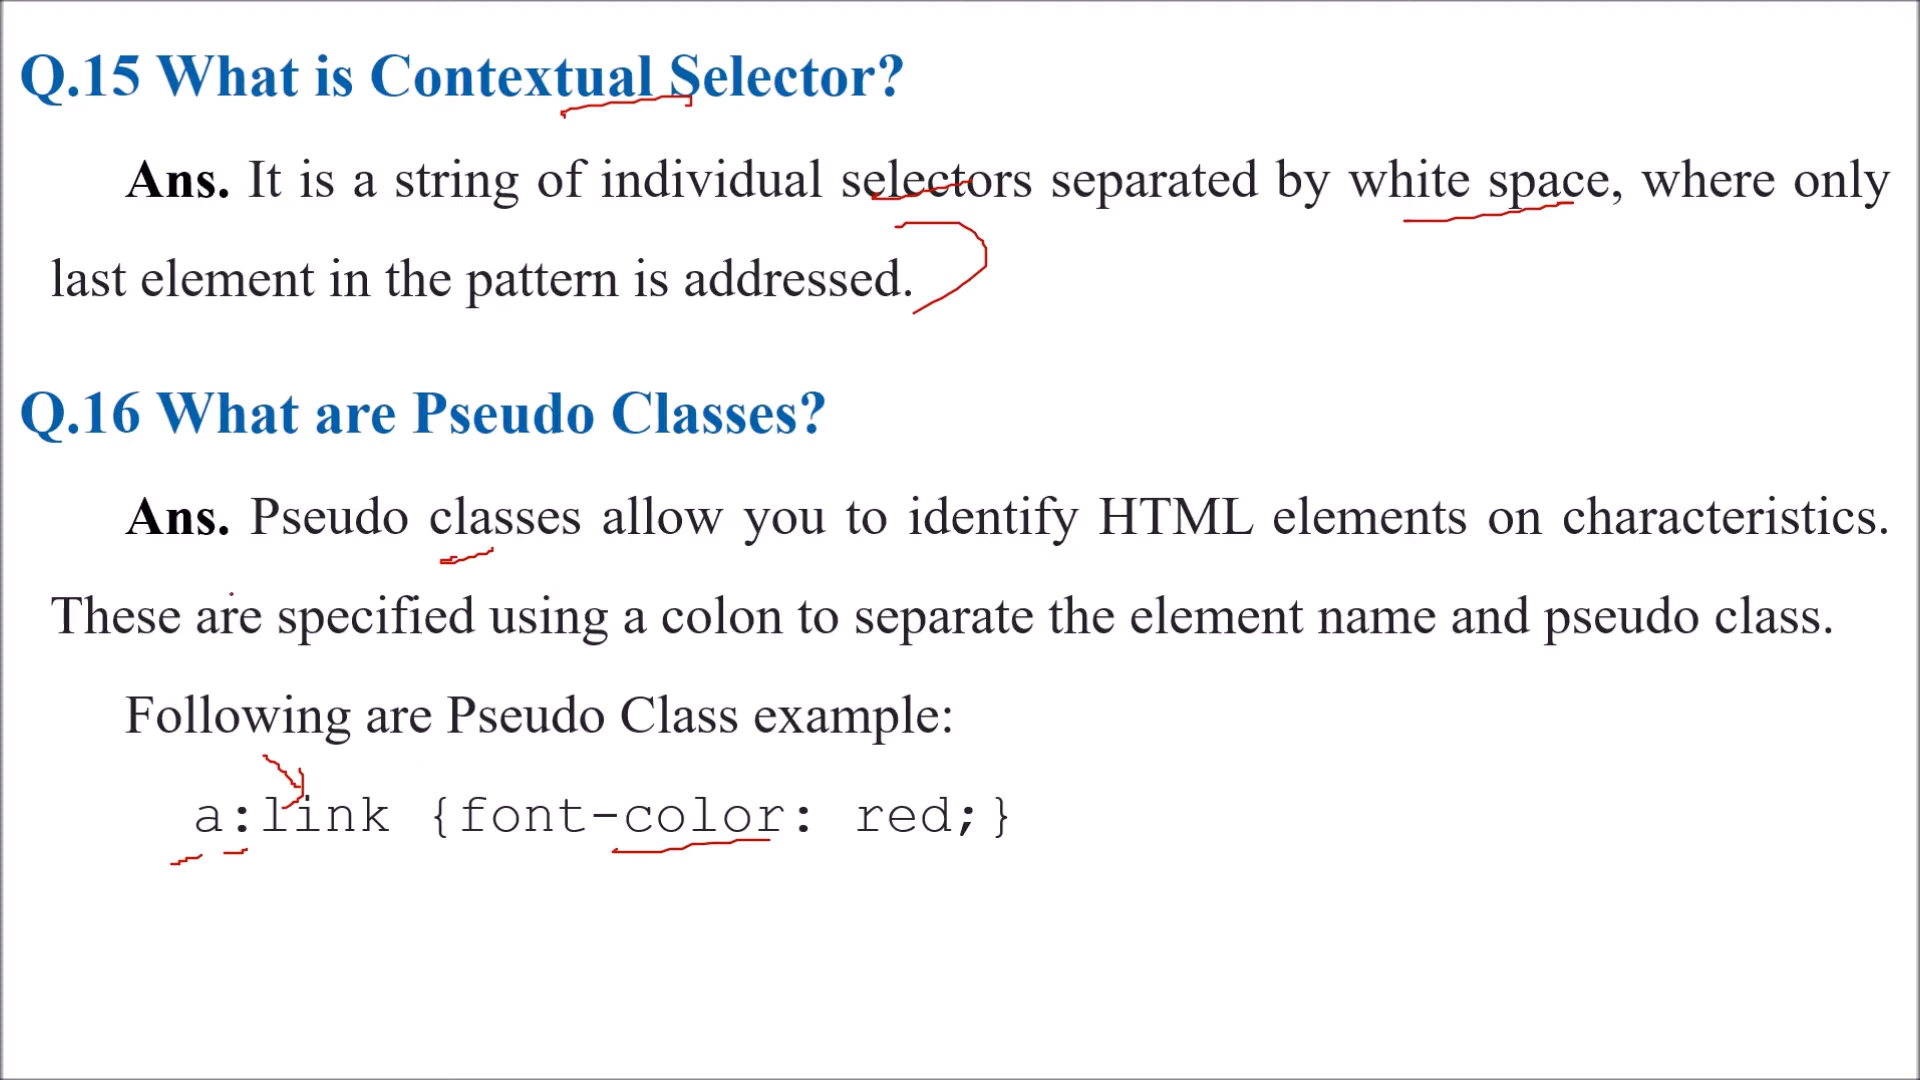 Q.15 What is Contextual Selector?
Ans. It is a string of individual selectors separated by white space, where only
last element in the pattern is addressed.
Q.16 What are Pseudo Classes?
Ans. Pseudo classes allow you to identify HTML elements on characteristics.
These are specified using a colon to separate the element name and pseudo class.
Following are Pseudo Class example:
a:link {font-color: red;}